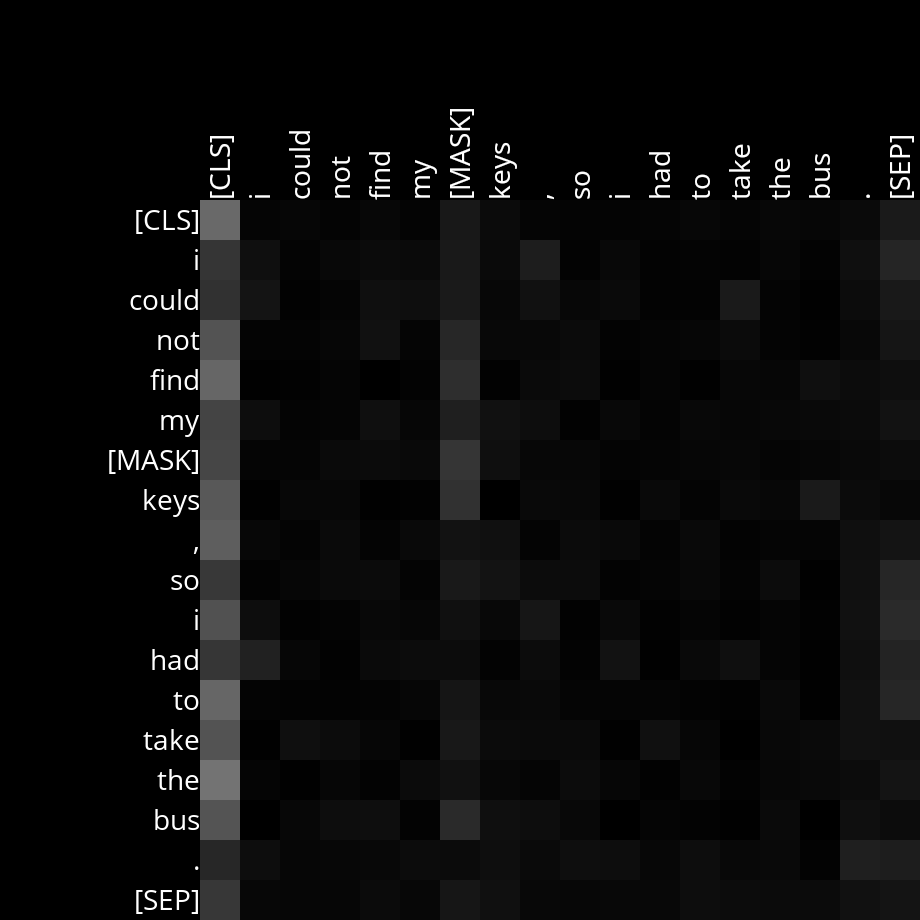 [CLS] i could not find my [MASK] keys , so i had to take the bus . [SEP]
[CLS]
i
could
not
find
my
[MASK]
keys
,
so
i
had
to
take
the
bus
.
[SEP]